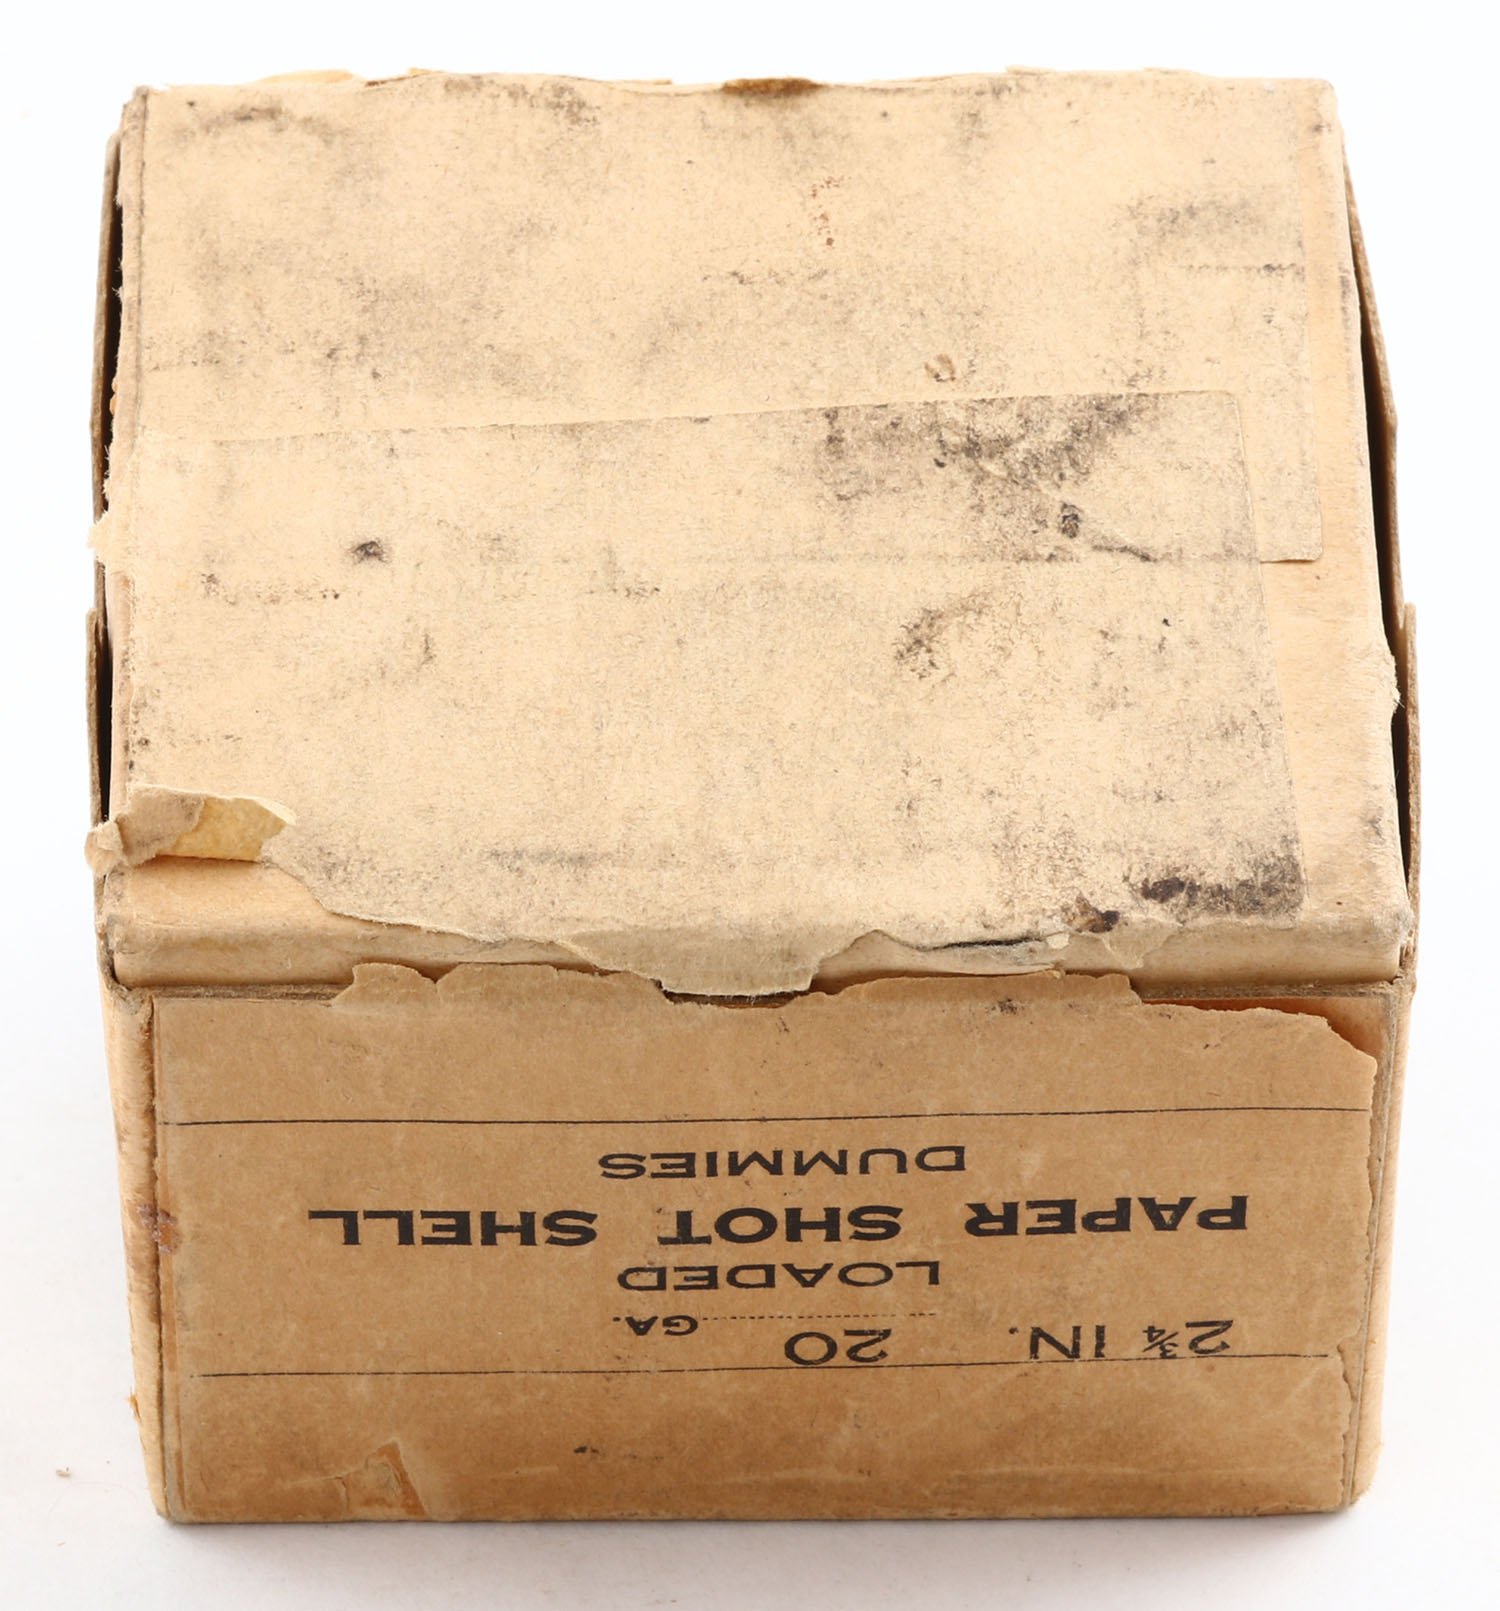 2¾ IN. 20 GA.
LOADED
PAPER SHOT SHELL
DUMMIES